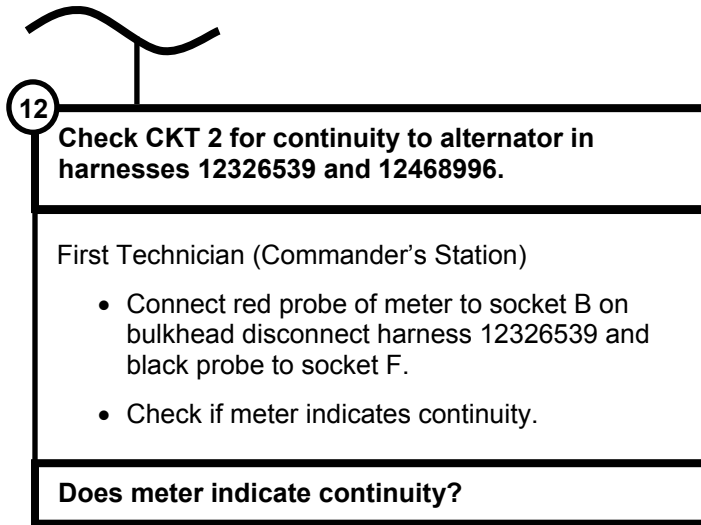 12
Check CKT 2 for continuity to alternator in
harnesses 12326539 and 12468996.
First Technician (Commander's Station)
• Connect red probe of meter to socket B on
bulkhead disconnect harness 12326539 and
black probe to socket F.
• Check if meter indicates continuity.
Does meter indicate continuity?